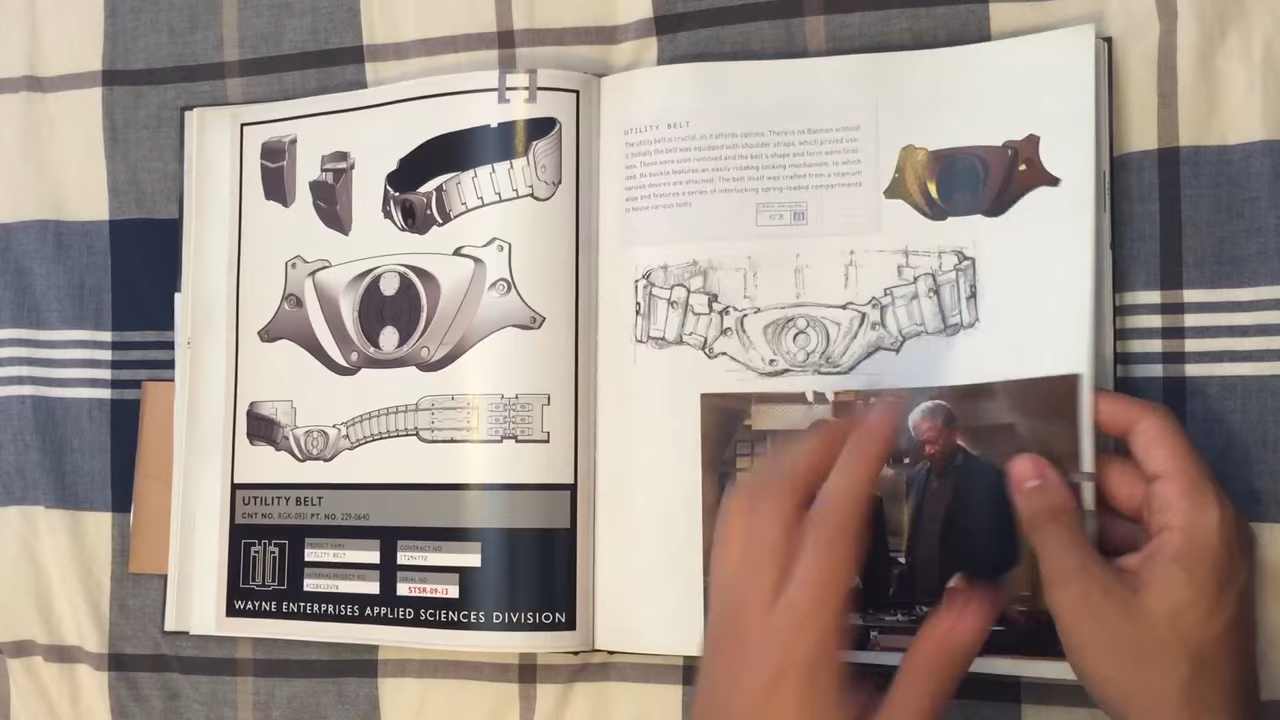 UTILITY BELT
CNT NO. RGK-0931 PT. NO. 229-0640
PROJECT NAME
UTILITY BELT
CONTRACT NO
INTERNAL PROJECT NO.
SERIAL NO
STSR-09-13
WAYNE ENTERPRISES APPLIED SCIENCES DIVISION
UTILITY BELT
The utility belt is crucial, as it affords options. There is no Batman without
it. Initially the belt was equipped with shoulder straps, which proved use-
less. Those were soon removed and the belt's shape and form were final-
ized. Its buckle features an easily rotating locking mechanism, to which
various devices are attached. The belt itself was crafted from a titanium
alloy and features a series of interlocking spring-loaded compartments
to house various tools